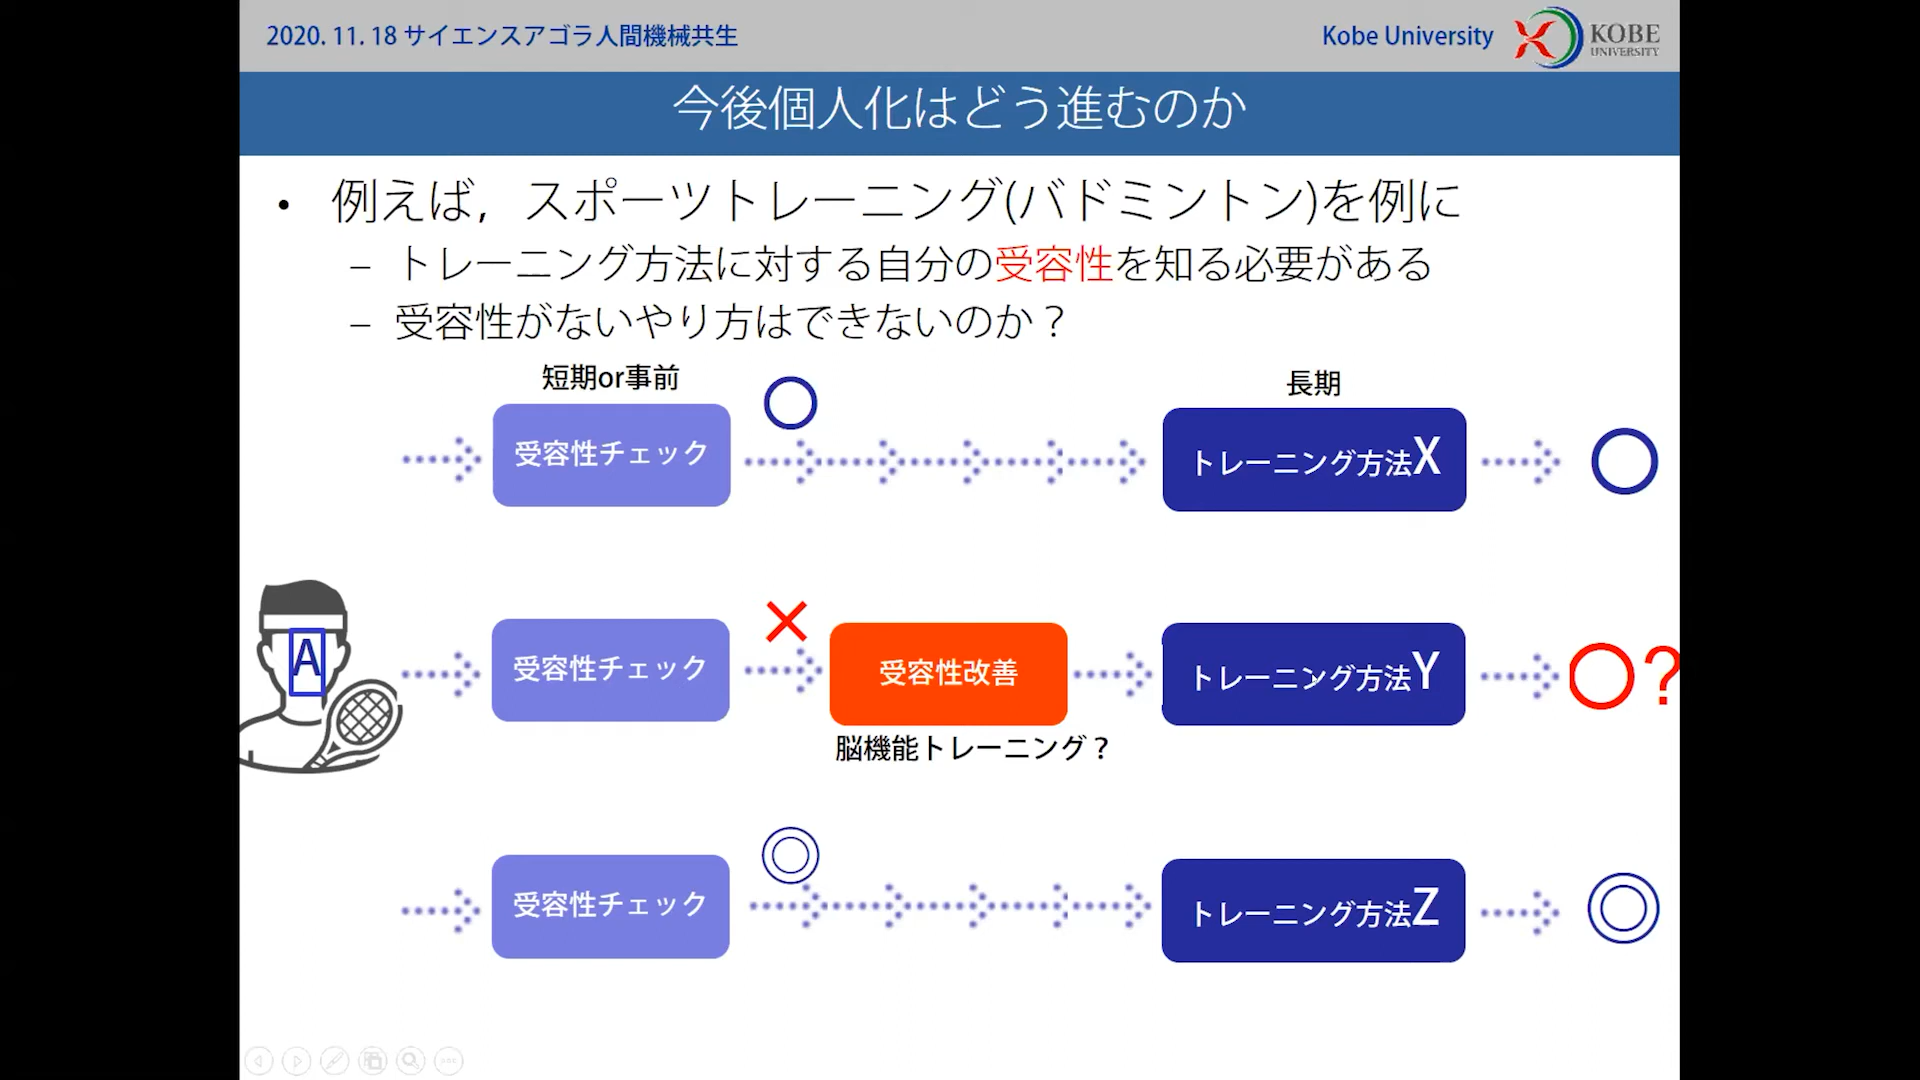 2020. 11. 18 サイエンスアゴラ人間機械共生
Kobe University
KOBE
UNIVERSITY
今後個人化はどう進むのか
• 例えば，スポーツトレーニング(バドミントン)を例に
– トレーニング方法に対する自分の受容性を知る必要がある
– 受容性がないやり方はできないのか？
短期or事前
長期
受容性チェック
トレーニング方法X
A
受容性チェック
受容性改善
トレーニング方法Y
?
脳機能トレーニング？
受容性チェック
トレーニング方法Z